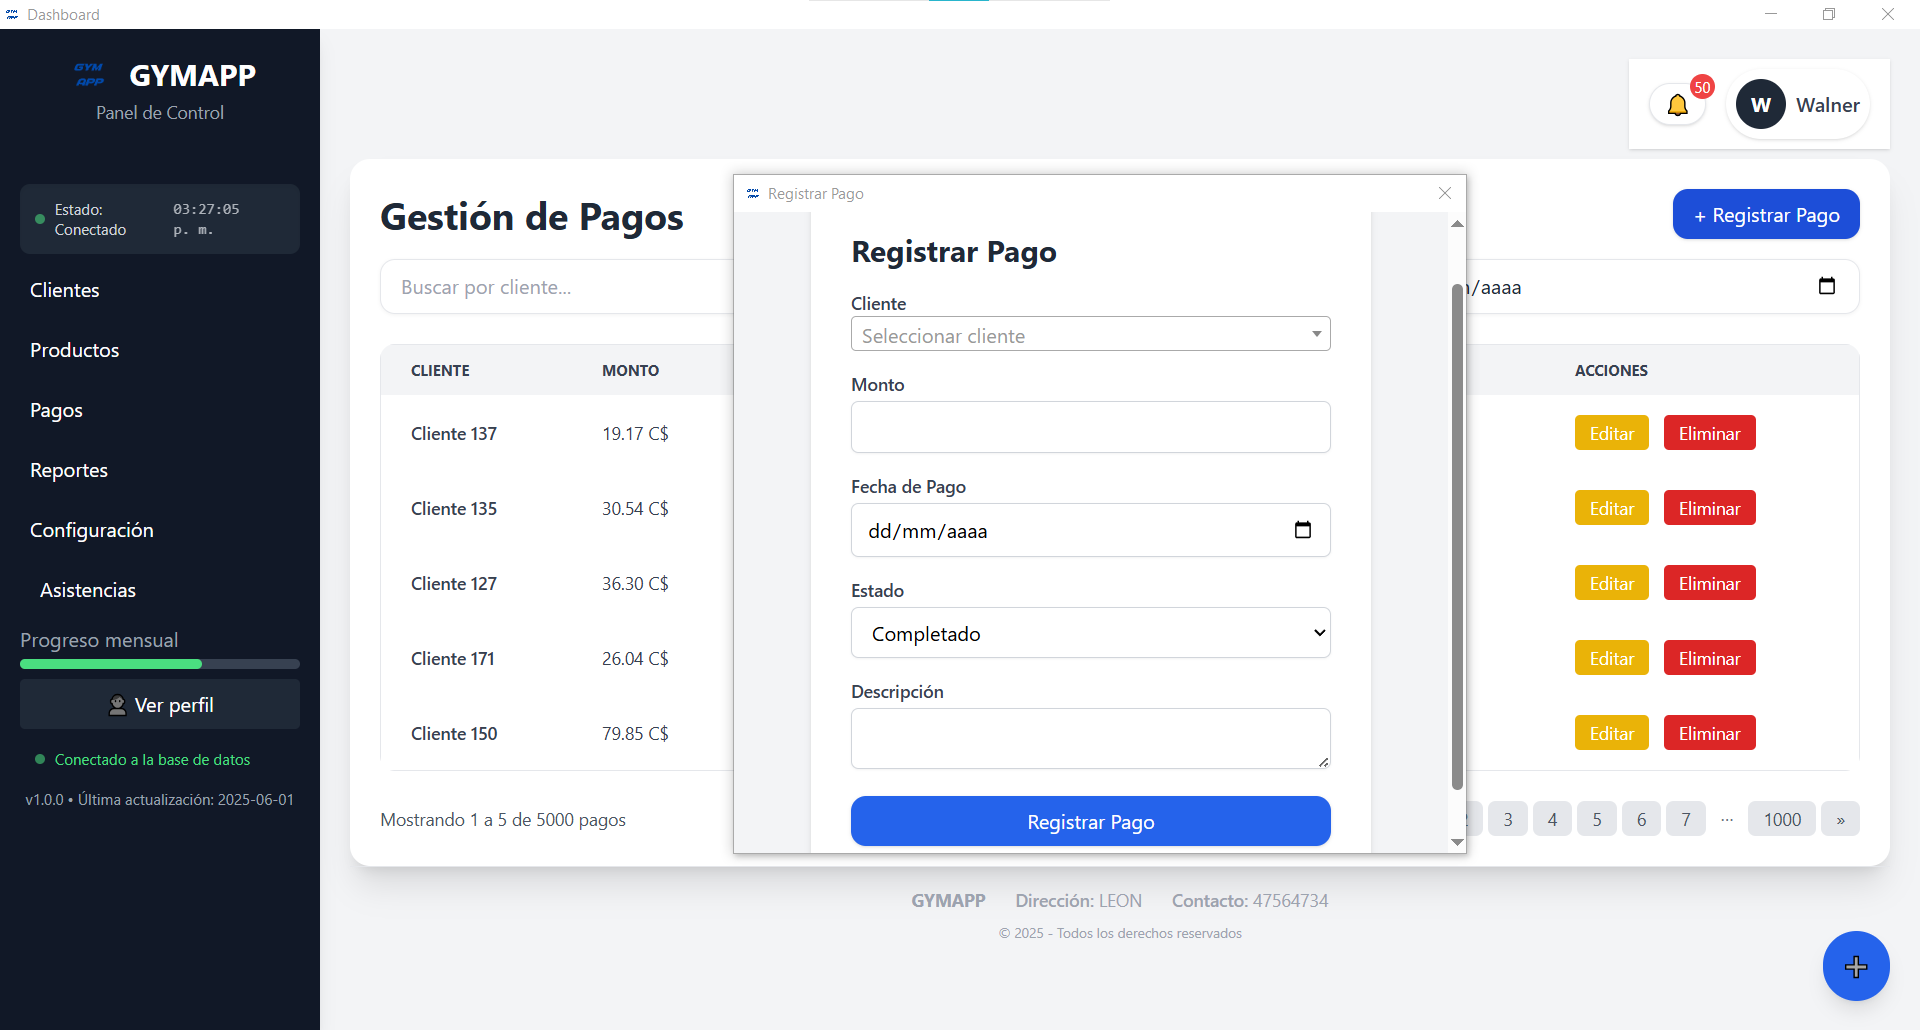 Dashboard
GYM APP
GYMAPP
Panel de Control
Estado: Conectado
03:27:05 p. m.
Clientes
Productos
Pagos
Reportes
Configuración
Asistencias
Progreso mensual
Ver perfil
Conectado a la base de datos
v1.0.0 • Última actualización: 2025-06-01
50
W
Walner
Gestión de Pagos
+ Registrar Pago
Buscar por cliente...
/aaaa
CLIENTE MONTO ACCIONES
Cliente 137 19.17 C$ Editar Eliminar
Cliente 135 30.54 C$ Editar Eliminar
Cliente 127 36.30 C$ Editar Eliminar
Cliente 171 26.04 C$ Editar Eliminar
Cliente 150 79.85 C$ Editar Eliminar
Mostrando 1 a 5 de 5000 pagos
3 4 5 6 7 ... 1000 »
Registrar Pago
Registrar Pago
Cliente
Seleccionar cliente
Monto
Fecha de Pago
dd/mm/aaaa
Estado
Completado
Descripción
Registrar Pago
GYMAPP Dirección: LEON Contacto: 47564734
© 2025 - Todos los derechos reservados